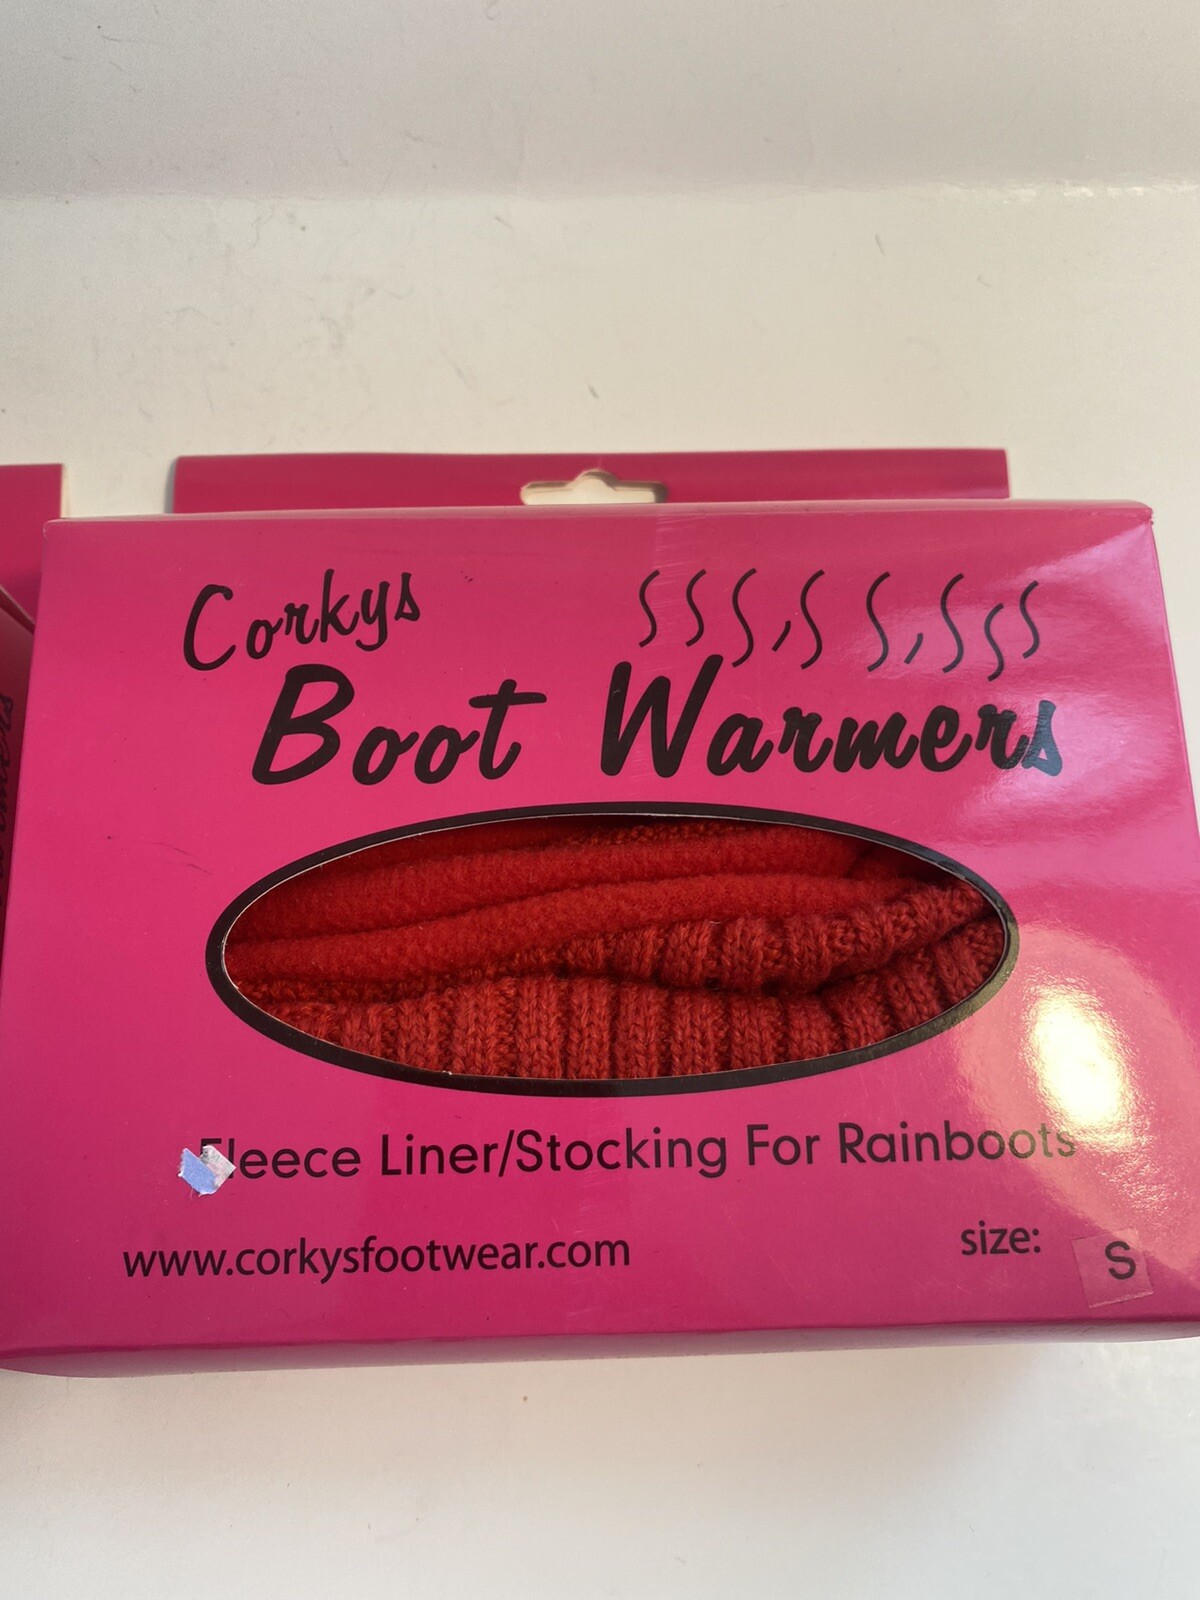 Corkys
Boot Warmers
Fleece Liner/Stocking For Rainboots
www.corkysfootwear.com
size: S